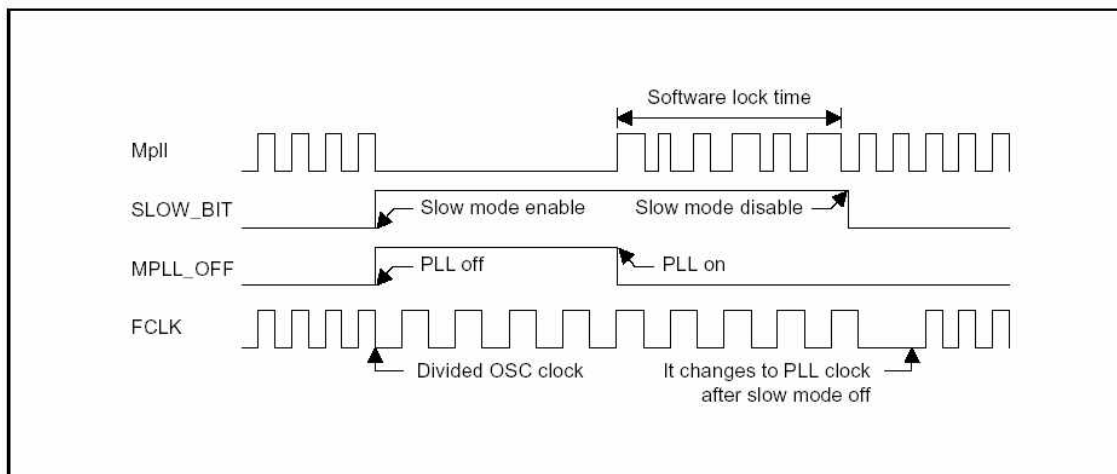 Software lock time
Mpll
SLOW_BIT
Slow mode enable
Slow mode disable
MPLL_OFF
PLL off
PLL on
FCLK
Divided OSC clock
It changes to PLL clock
after slow mode off